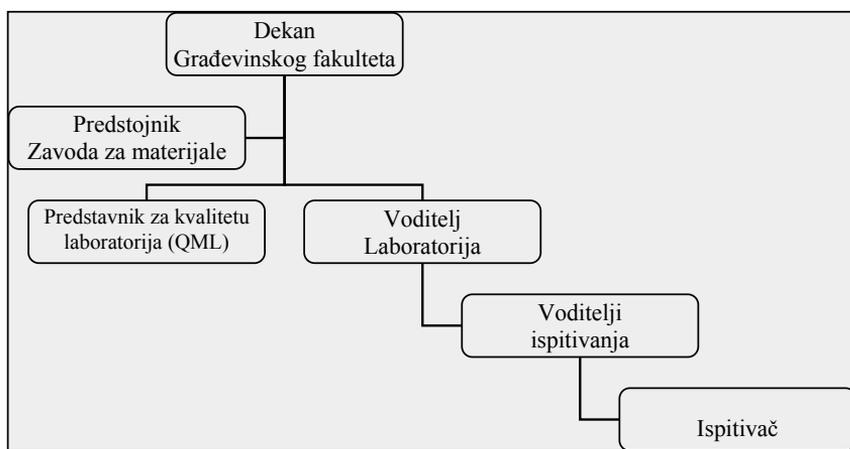 Dekan
Građevinskog fakulteta
Predstojnik
Zavoda za materijale
Predstavnik za kvalitetu
laboratorija (QML)
Voditelj
Laboratorija
Voditelji
ispitivanja
Ispitivač